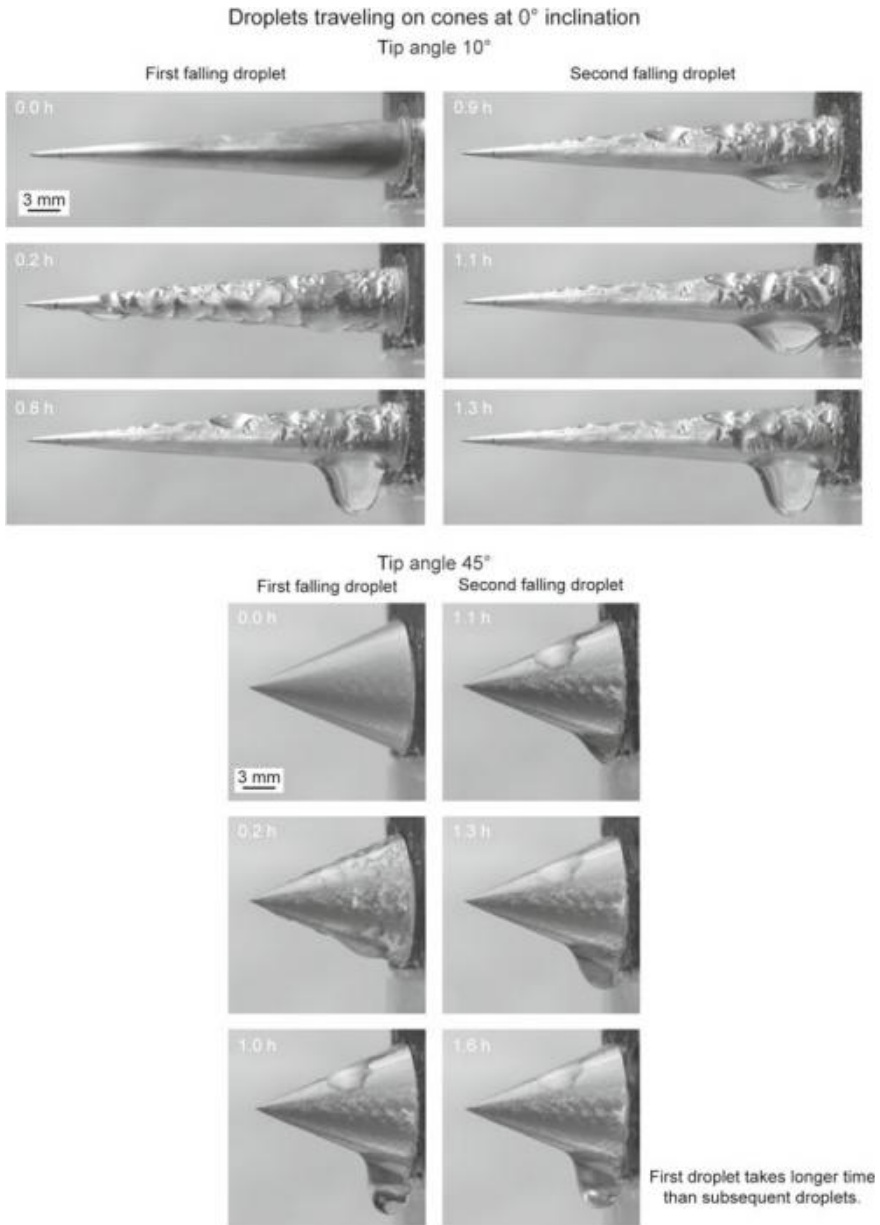 Droplets traveling on cones at 0° inclination
Tip angle 10°
First falling droplet
Second falling droplet
0.0 h
0.9 h
3 mm
0.2 h
1.1 h
0.8 h
1.3 h
Tip angle 45°
First falling droplet
Second falling droplet
0.0 h
1.1 h
3 mm
0.2 h
1.3 h
1.0 h
1.6 h
First droplet takes longer time
than subsequent droplets.